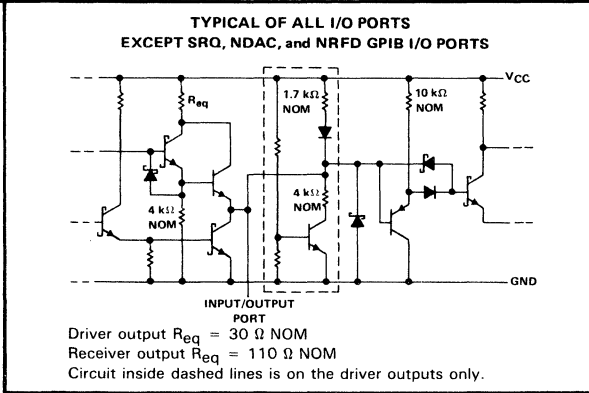 TYPICAL OF ALL I/O PORTS
EXCEPT SRQ, NDAC, and NRFD GPIB I/O PORTS
VCC
Req
1.7 kΩ
NOM
10 kΩ
NOM
4 kΩ
NOM
4 kΩ
NOM
GND
INPUT/OUTPUT
PORT
Driver output Req = 30 Ω NOM
Receiver output Req = 110 Ω NOM
Circuit inside dashed lines is on the driver outputs only.